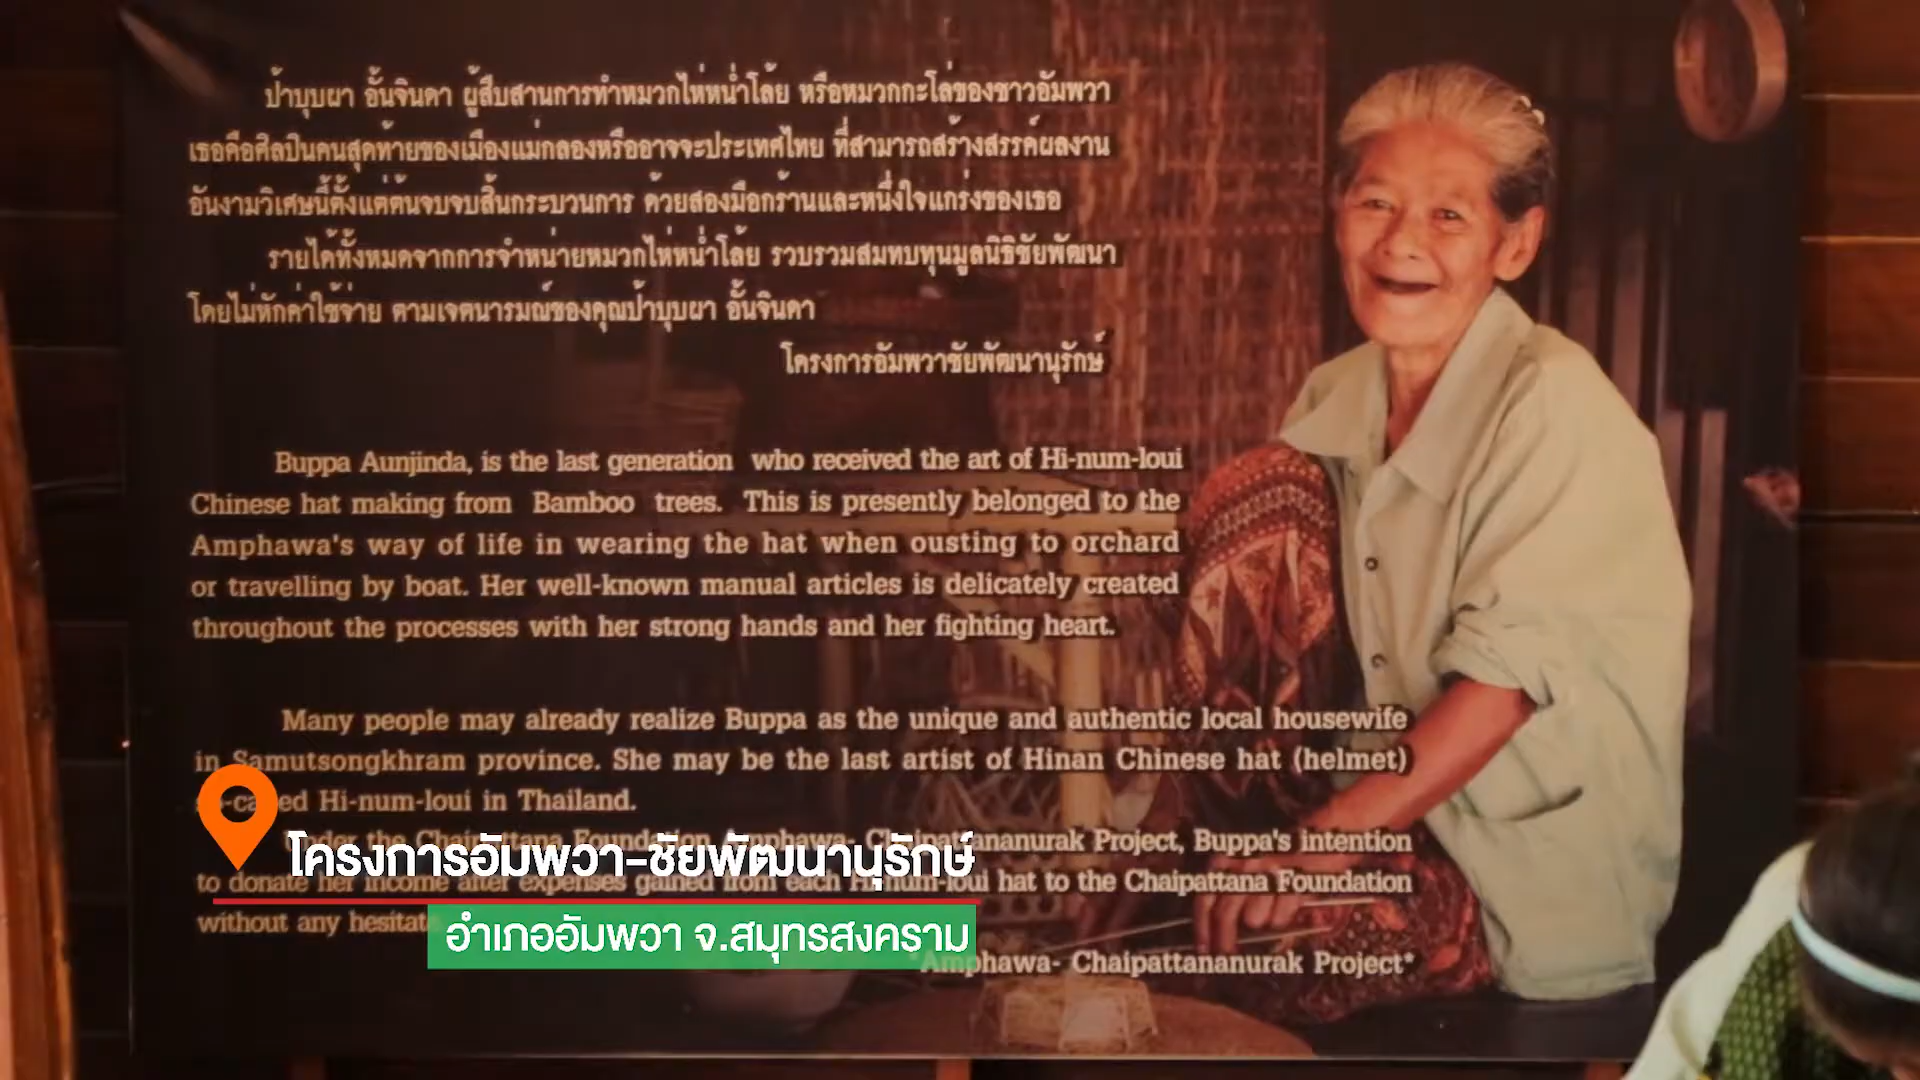 ป้าบุบผา อั้นจินดา ผู้สืบสานการทำหมวกไหหน่ำโล้ย หรือหมวกกะโล่ของชาวอัมพวา
เธอคือศิลปินคนสุดท้ายของเมืองแม่กลองหรืออาจจะประเทศไทย ที่สามารถสร้างสรรค์ผลงาน
อันงามวิเศษนี้ตั้งแต่ต้นจบจบสิ้นกระบวนการ ด้วยสองมือกร้านและหนึ่งใจแกร่งของเธอ
รายได้ทั้งหมดจากการจำหน่ายหมวกไหหน่ำโล้ย รวบรวมสมทบทุนมูลนิธิชัยพัฒนา
โดยไม่หักค่าใช้จ่าย ตามเจตนารมณ์ของคุณป้าบุบผา อั้นจินดา
โครงการอัมพวาชัยพัฒนานุรักษ์
Buppa Aunjinda, is the last generation who received the art of Hi-num-loui
Chinese hat making from Bamboo trees. This is presently belonged to the
Amphawa's way of life in wearing the hat when ousting to orchard
or travelling by boat. Her well-known manual articles is delicately created
throughout the processes with her strong hands and her fighting heart.
Many people may already realize Buppa as the unique and authentic local housewife
in Samutsongkhram province. She may be the last artist of Hinan Chinese hat (helmet)
so-called Hi-num-loui in Thailand.
Under the Chaipattana Foundation Amphawa- Chaipattananurak Project, Buppa's intention
to donate her income after expenses gained from each Hi-num-loui hat to the Chaipattana Foundation
without any
"Amphawa- Chaipattananurak Project"
โครงการอัมพวา-ชัยพัฒนานุรักษ์
อำเภออัมพวา จ.สมุทรสงคราม